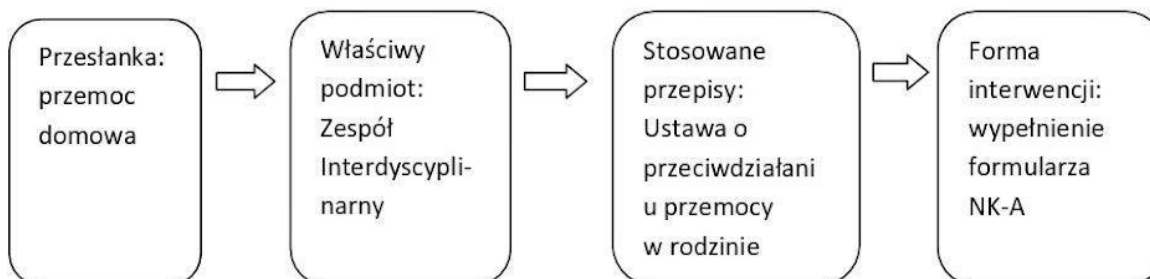 Przesłanka:
przemoc
domowa
Właściwy
podmiot:
Zespół
Interdyscypli-
narny
Stosowane
przepisy:
Ustawa o
przeciwdziałani
u przemocy
w rodzinie
Forma
interwencji:
wypełnienie
formularza
NK-A